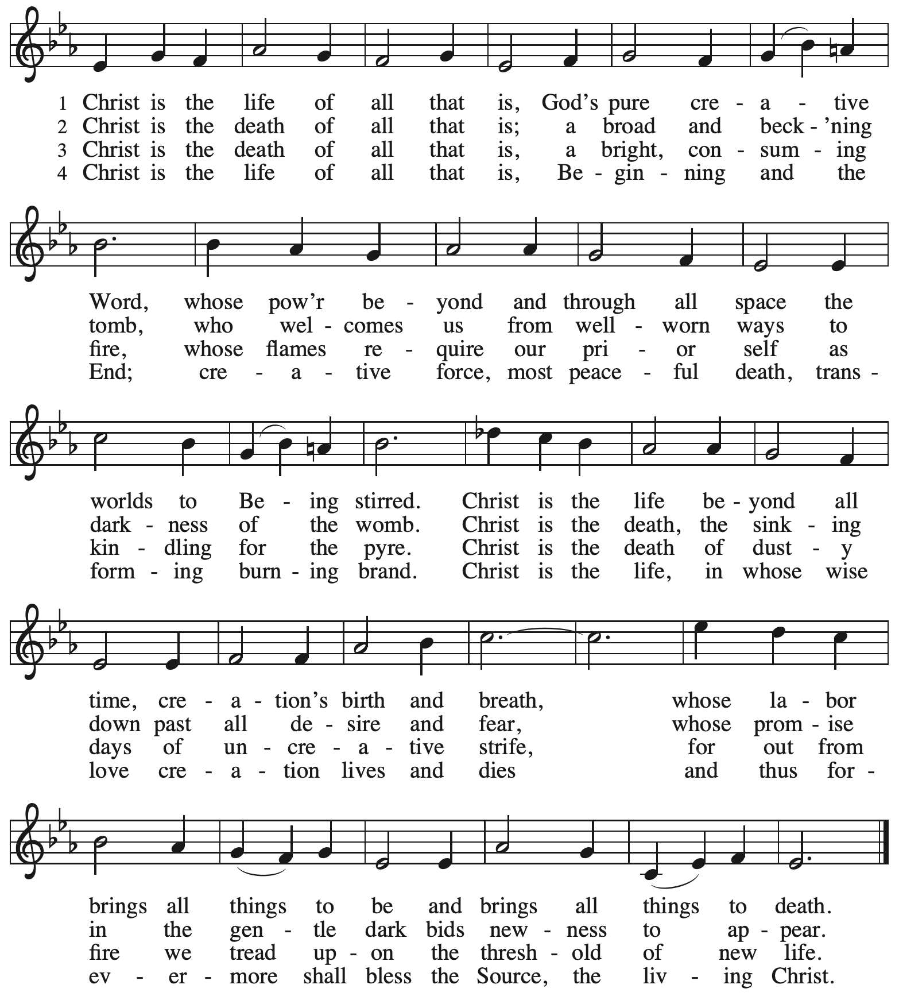 1 Christ is the life of all that is, God’s pure cre - a - tive
2 Christ is the death of all that is; a broad and beck - ’ning
3 Christ is the death of all that is, a bright, con - sum - ing
4 Christ is the life of all that is, Be - gin - ning and the
Word, whose pow’r be - yond and through all space the
tomb, who wel - comes us from well - worn ways to
fire, whose flames re - quire our pri - or self as
End; cre - a - tive force, most peace - ful death, trans -
worlds to Be - ing stirred. Christ is the life be - yond all
dark - ness of the womb. Christ is the death, the sink - ing
kin - dling for the pyre. Christ is the death of dust - y
form - ing burn - ing brand. Christ is the life, in whose wise
time, cre - a - tion’s birth and breath, whose la - bor
down past all de - sire and fear, whose prom - ise
days of un - cre - a - tive strife, for out from
love cre - a - tion lives and dies and thus for -
brings all things to be and brings all things to death.
in the gen - tle dark bids new - ness to ap - pear.
fire we tread up - on the thresh - old of new life.
ev - er - more shall bless the Source, the liv - ing Christ.